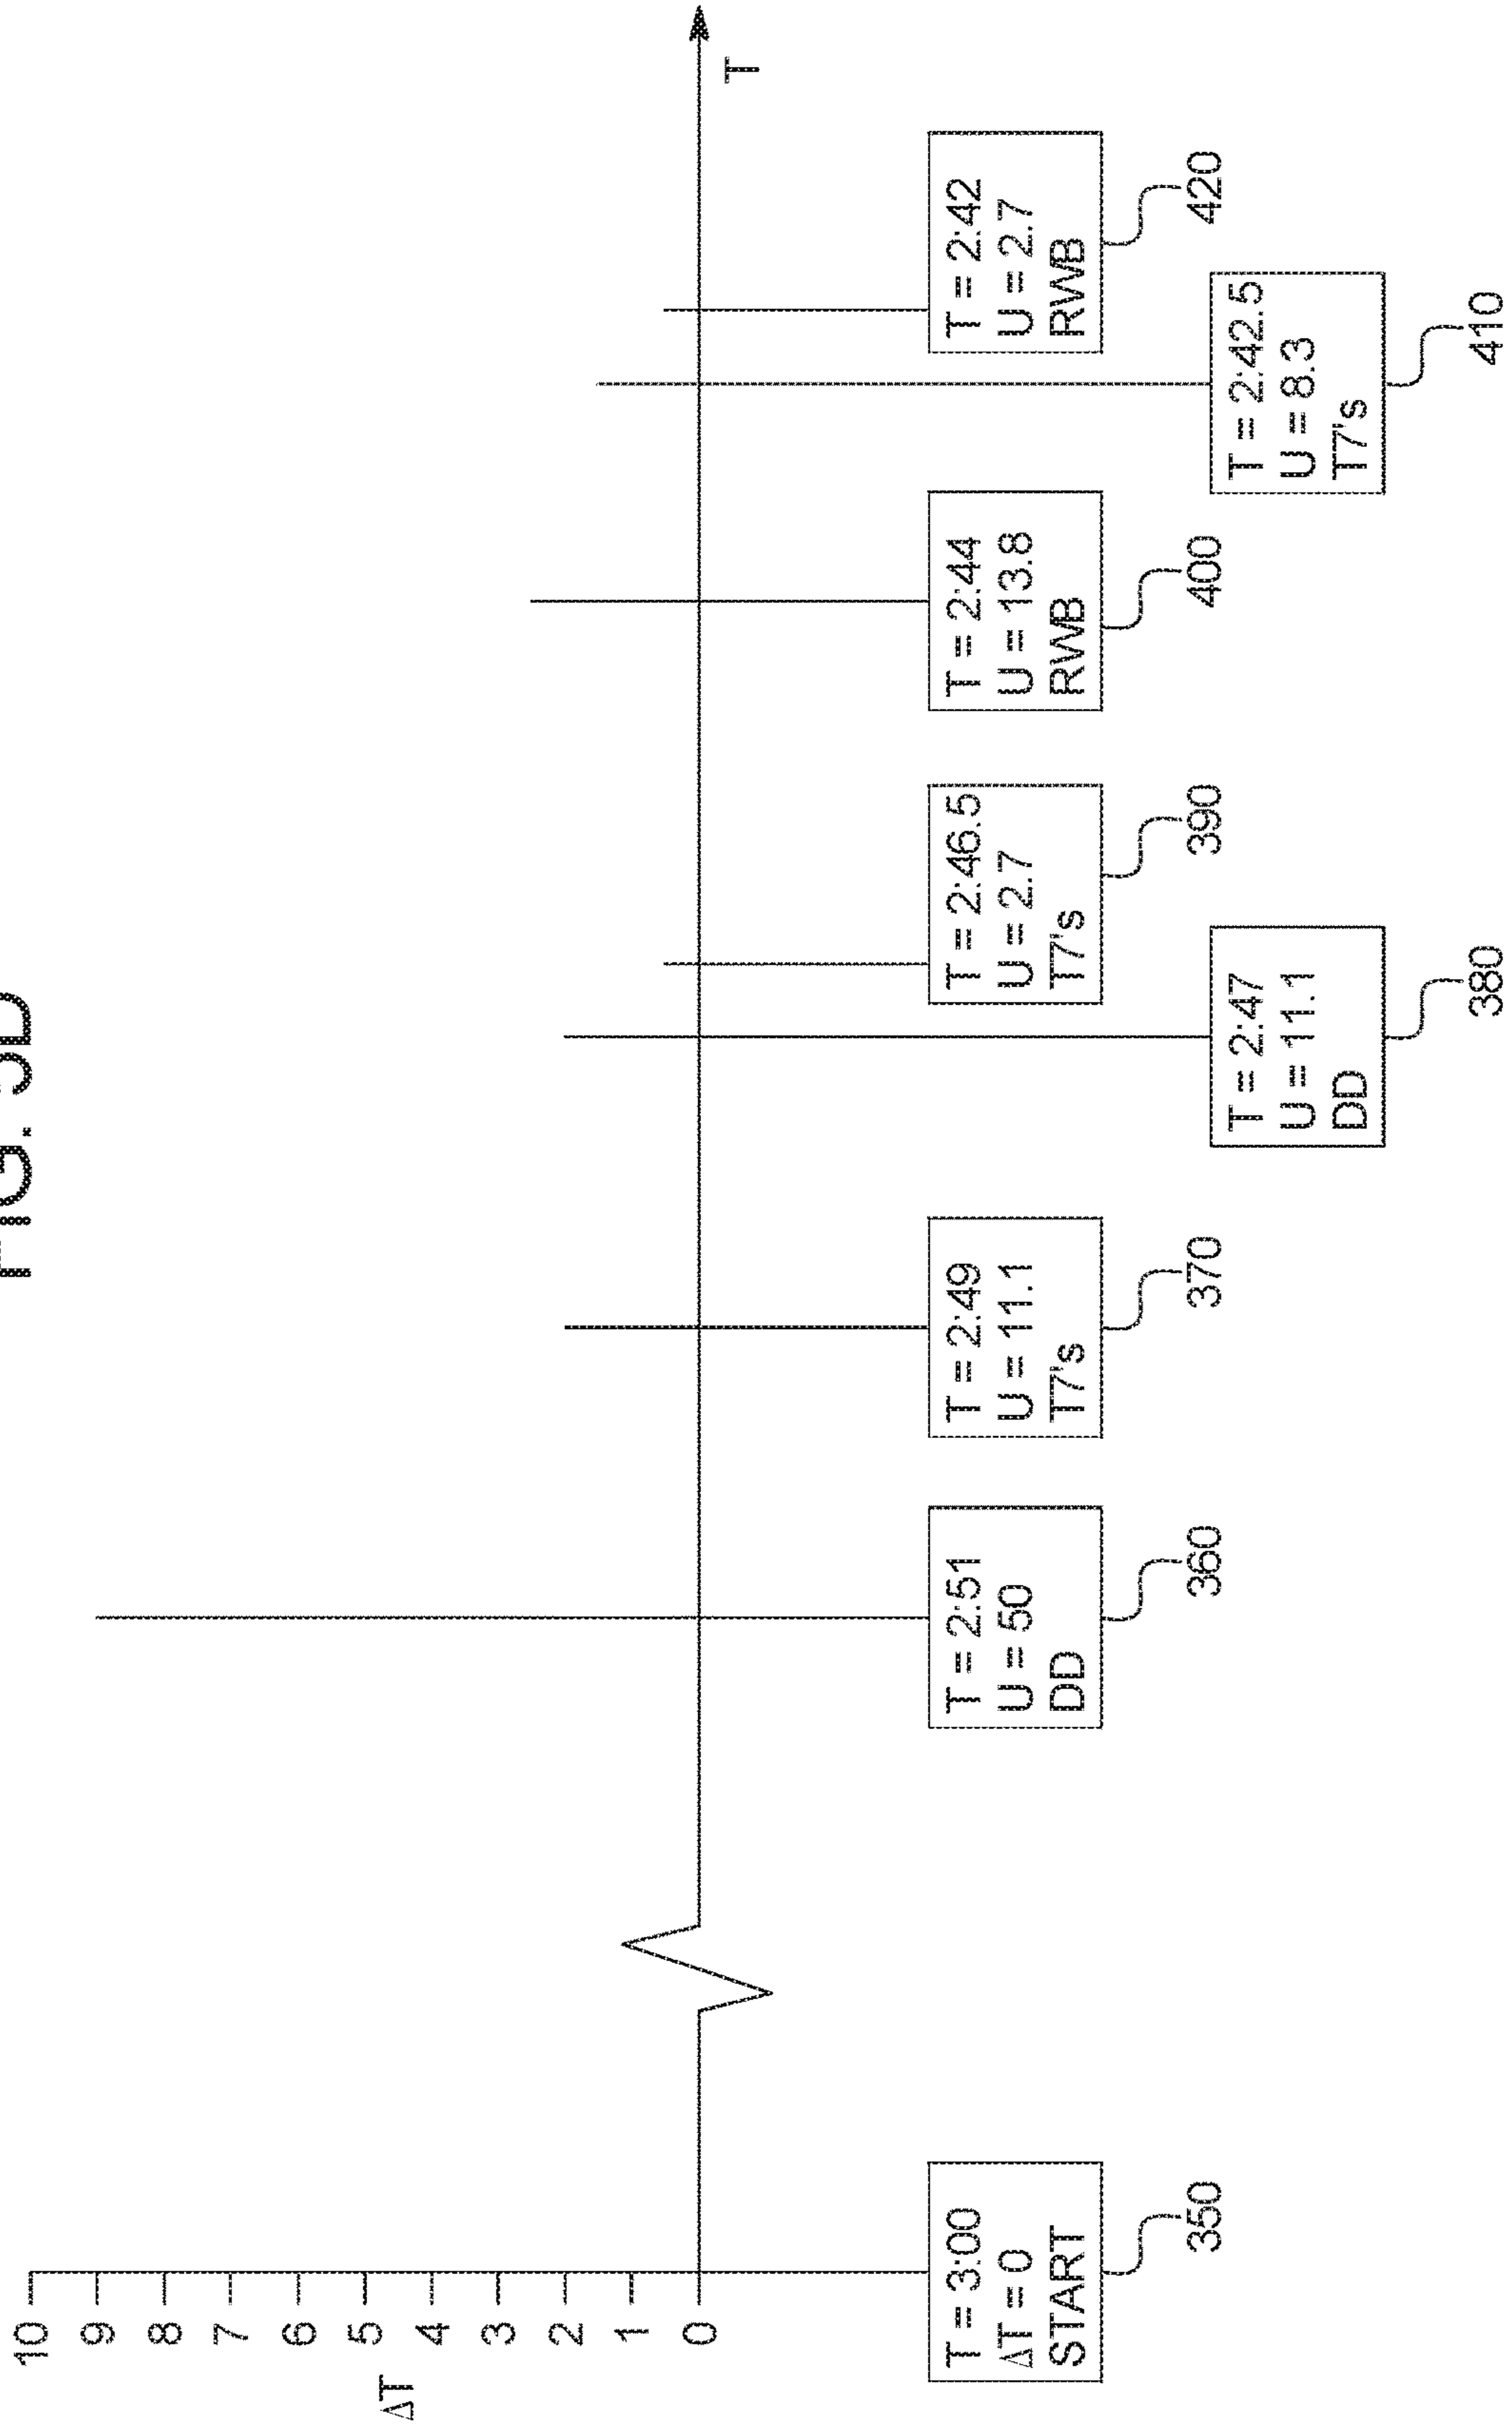 FIG.
ΔT
10
9
8
7
6
5
4
3
2
1
0
T
T = 3:00
ΔT = 0
START
350
T = 2:51
U = 50
DD
360
T = 2:49
U = 11.1
T7's
370
T = 2:47
U = 11.1
DD
380
T = 2:46.5
U = 2.7
T7's
390
T = 2:44
U = 13.8
RWB
400
T = 2:42.5
U = 8.3
T7's
410
T = 2:42
U = 2.7
RWB
420